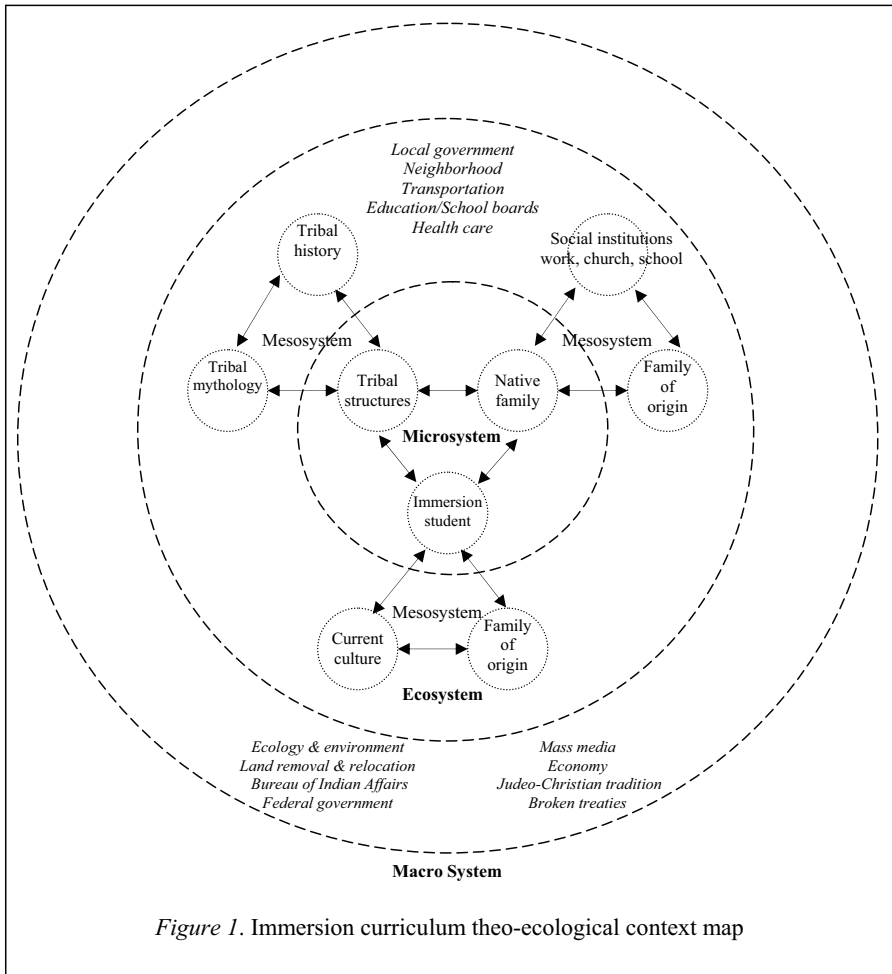 Local government
Neighborhood
Transportation
Education/School boards
Health care
Tribal
history
Social institutions
work, church, school
Mesosystem
Mesosystem
Tribal
mythology
Tribal
structures
Native
family
Family
of
origin
Microsystem
Immersion
student
Mesosystem
Current
culture
Family
of
origin
Ecosystem
Ecology & environment
Land removal & relocation
Bureau of Indian Affairs
Federal government
Mass media
Economy
Judeo-Christian tradition
Broken treaties
Macro System
Figure 1. Immersion curriculum theo-ecological context map